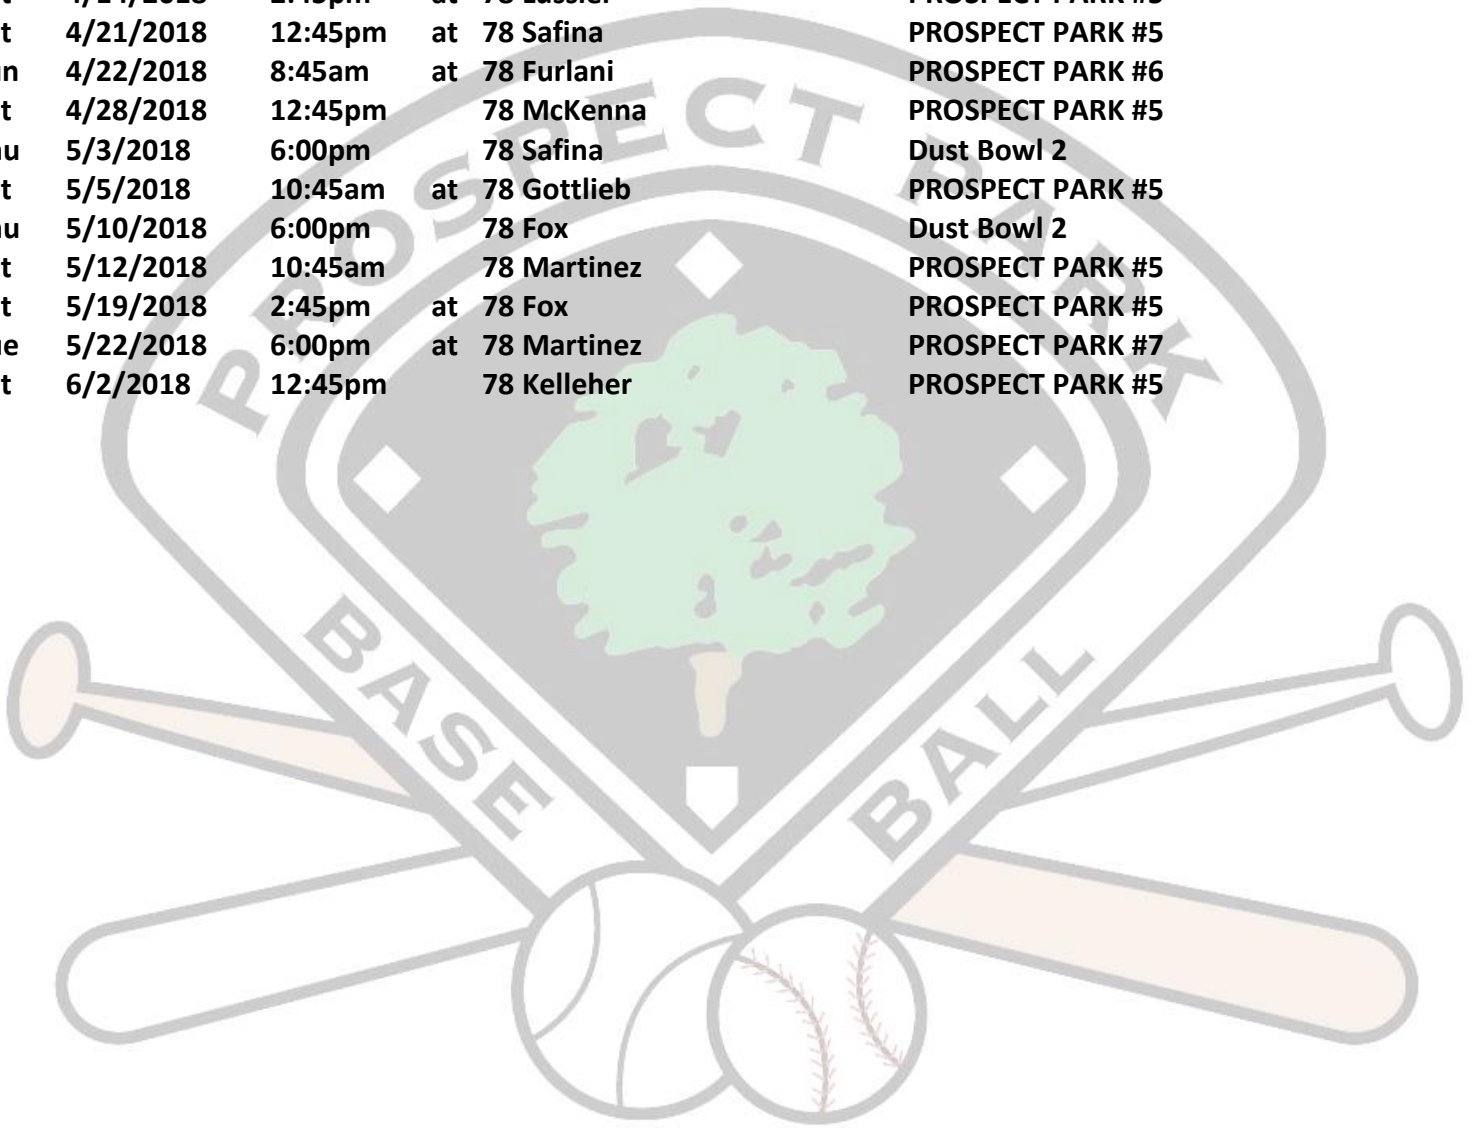 t 4/21/2018 12:45pm at 78 Safina PROSPECT PARK #5
n 4/22/2018 8:45am at 78 Furlani PROSPECT PARK #6
t 4/28/2018 12:45pm 78 McKenna PROSPECT PARK #5
u 5/3/2018 6:00pm 78 Safina Dust Bowl 2
t 5/5/2018 10:45am at 78 Gottlieb PROSPECT PARK #5
u 5/10/2018 6:00pm 78 Fox Dust Bowl 2
t 5/12/2018 10:45am 78 Martinez PROSPECT PARK #5
t 5/19/2018 2:45pm at 78 Fox PROSPECT PARK #5
e 5/22/2018 6:00pm at 78 Martinez PROSPECT PARK #7
t 6/2/2018 12:45pm 78 Kelleher PROSPECT PARK #5
PROSPECT PARK
BASE BALL